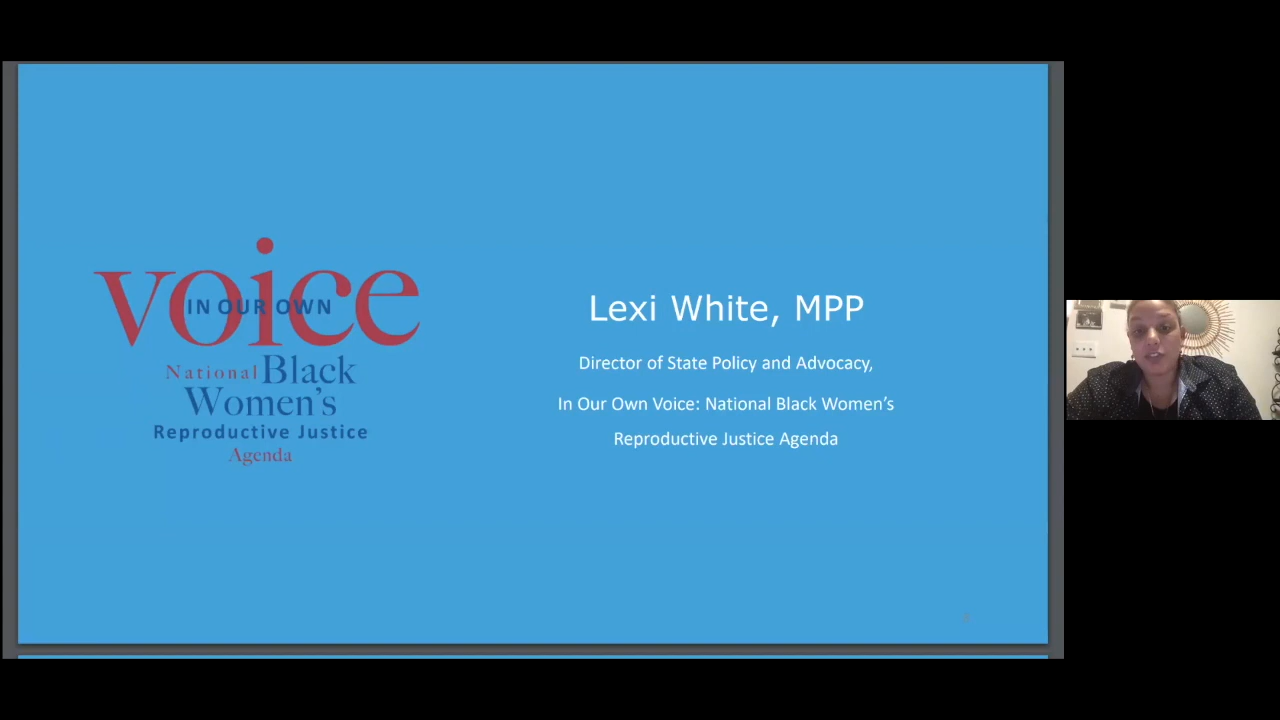 voice
IN OUR OWN
National Black
Women's
Reproductive Justice
Agenda
Lexi White, MPP
Director of State Policy and Advocacy,
In Our Own Voice: National Black Women's
Reproductive Justice Agenda